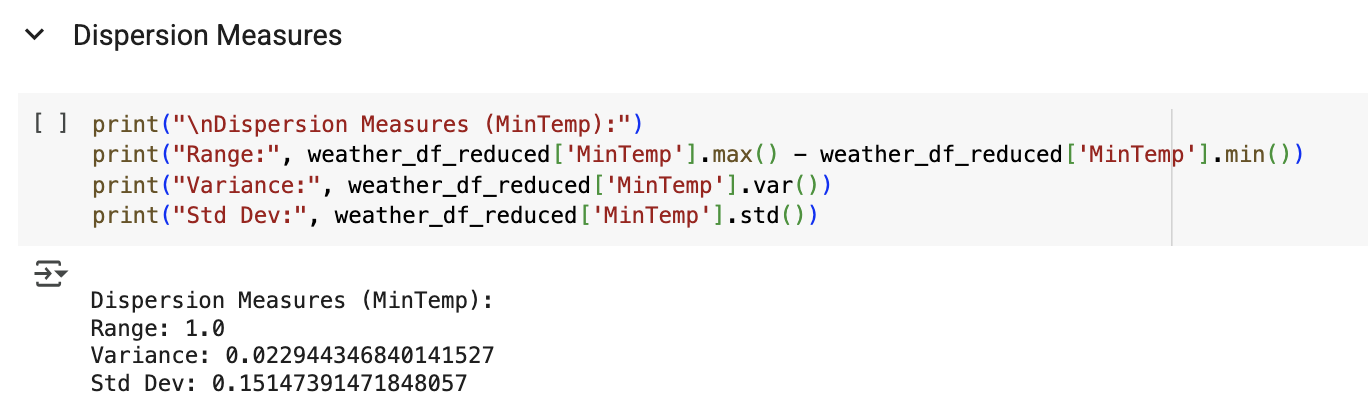 Dispersion Measures
[ ] print("\nDispersion Measures (MinTemp):")
print("Range:", weather_df_reduced['MinTemp'].max() - weather_df_reduced['MinTemp'].min())
print("Variance:", weather_df_reduced['MinTemp'].var())
print("Std Dev:", weather_df_reduced['MinTemp'].std())
Dispersion Measures (MinTemp):
Range: 1.0
Variance: 0.022944346840141527
Std Dev: 0.15147391471848057